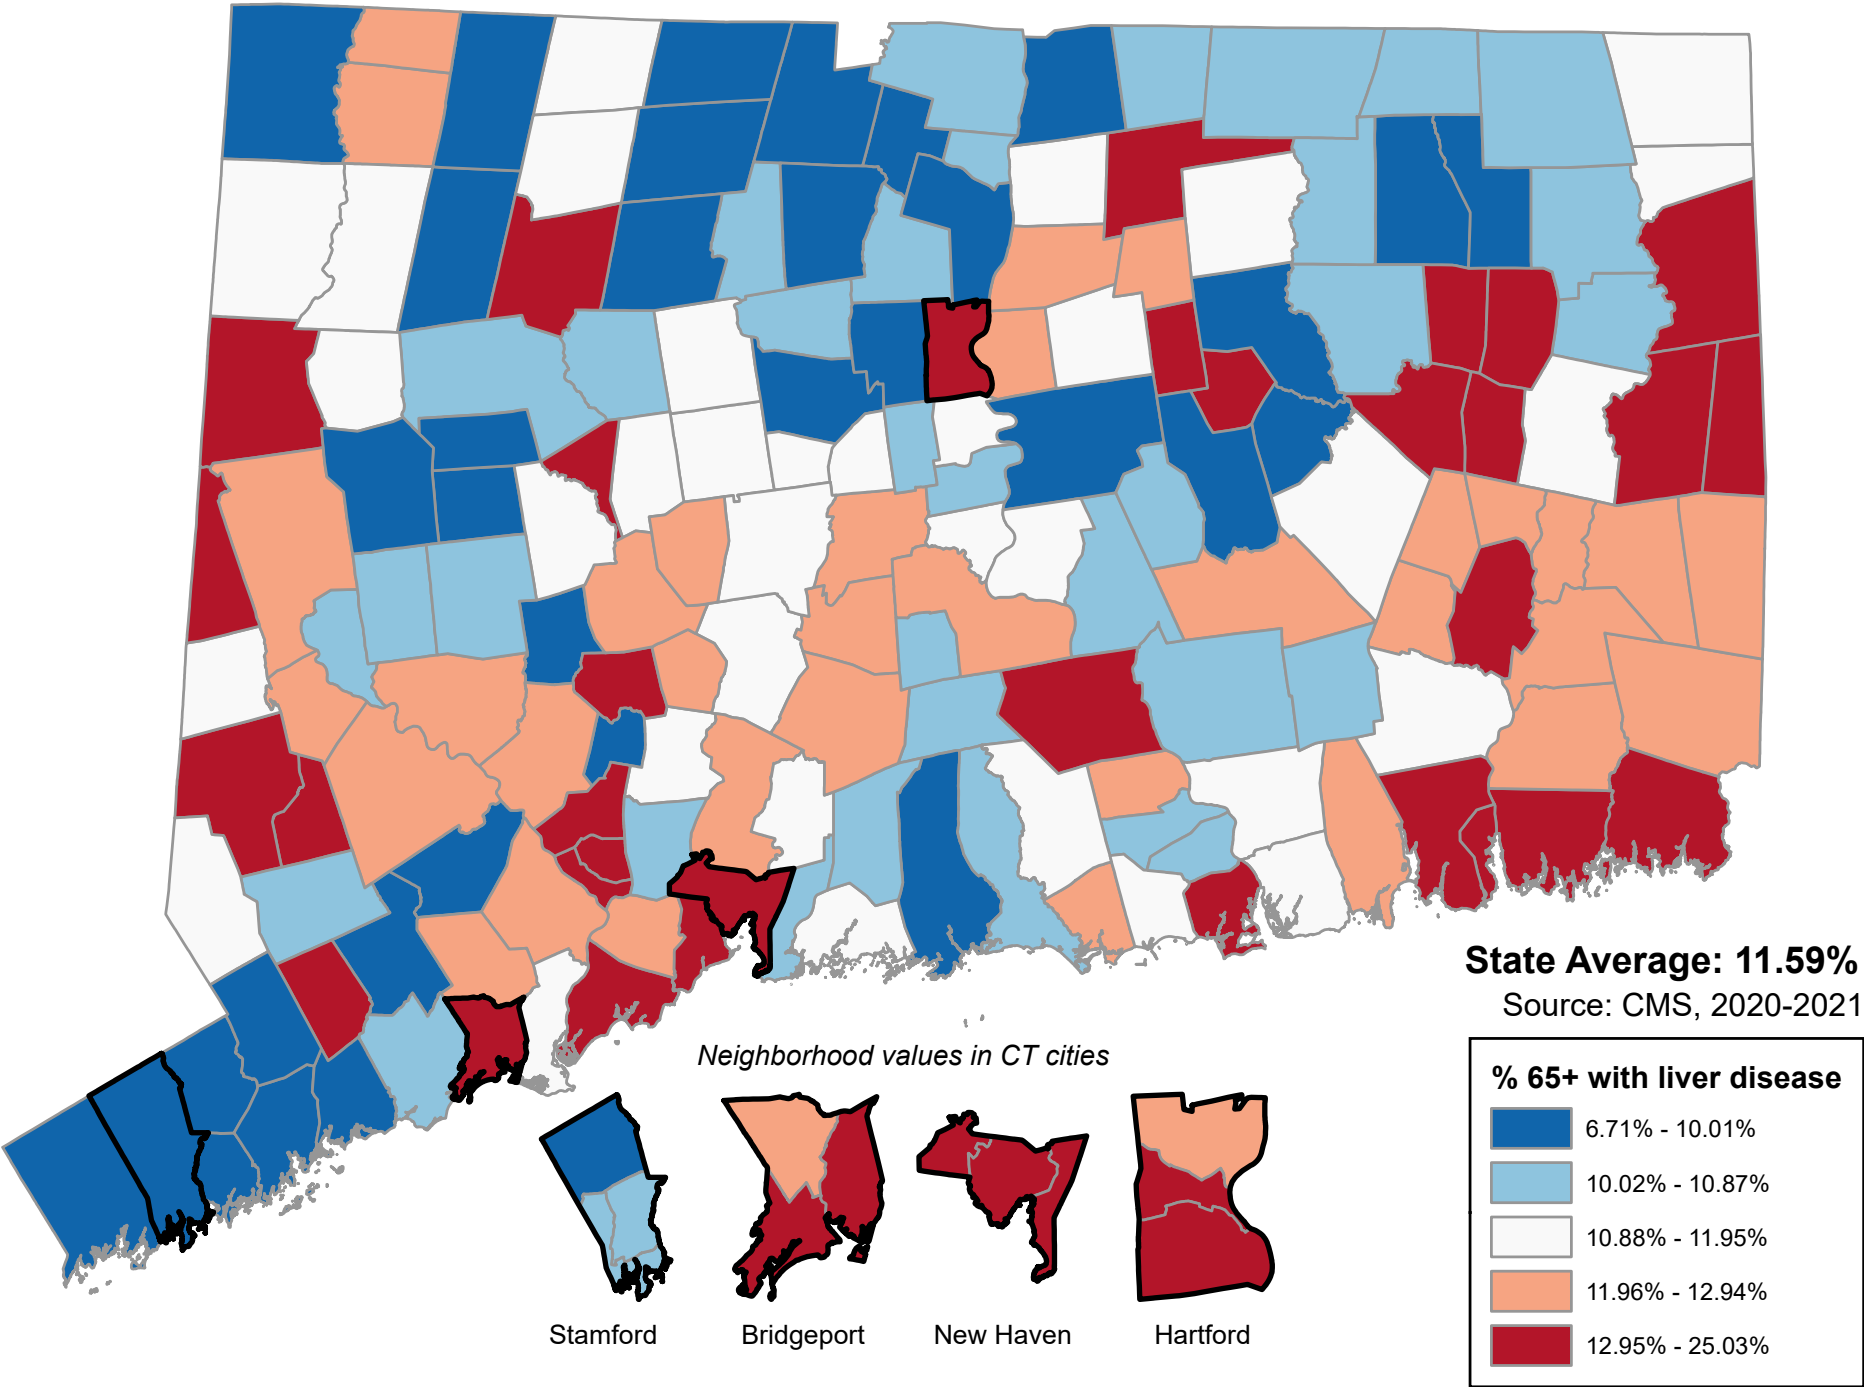 State Average: 11.59%
Source: CMS, 2020-2021
Neighborhood values in CT cities
% 65+ with liver disease
6.71% - 10.01%
10.02% - 10.87%
10.88% - 11.95%
11.96% - 12.94%
12.95% - 25.03%
Stamford
Bridgeport
New Haven
Hartford